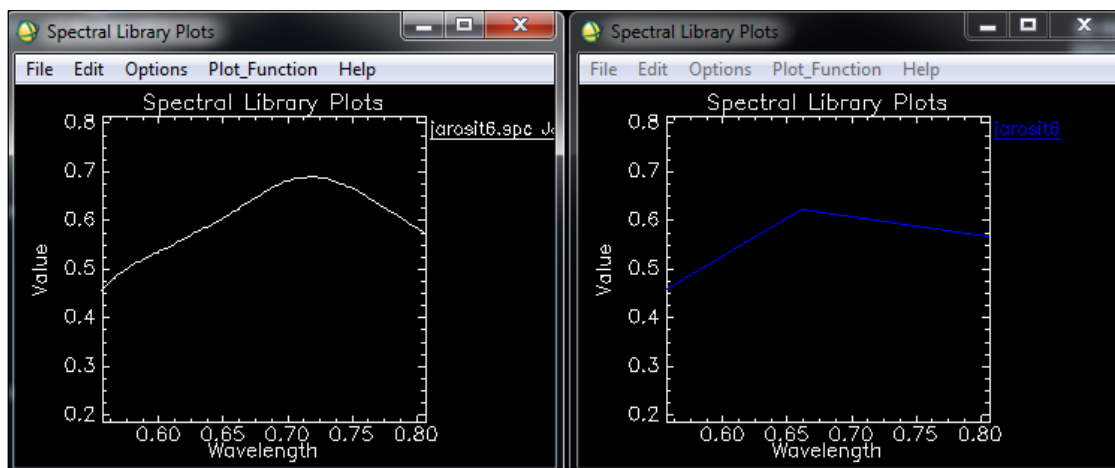 Spectral Library Plots
File Edit Options Plot_Function Help
Spectral Library Plots
0.8
0.7
0.6
0.5
0.4
0.3
0.2
Value
0.60 0.65 0.70 0.75 0.80
Wavelength
jarosit6.spc Ja
Spectral Library Plots
File Edit Options Plot_Function Help
Spectral Library Plots
0.8
0.7
0.6
0.5
0.4
0.3
0.2
Value
0.60 0.65 0.70 0.75 0.80
Wavelength
jarosit6